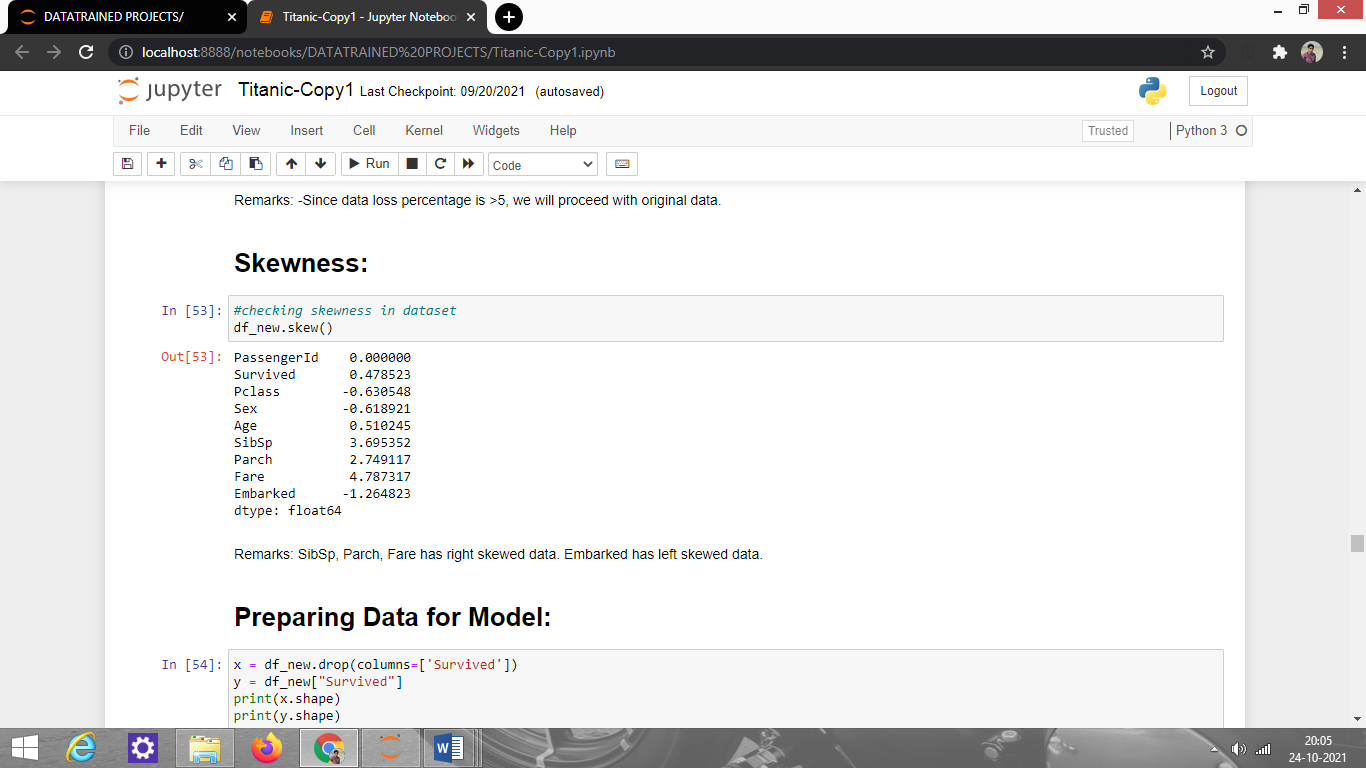 DATATRAINED PROJECTS/
Titanic-Copy1 - Jupyter Noteboo
localhost:8888/notebooks/DATATRAINED%20PROJECTS/Titanic-Copy1.ipynb
jupyter Titanic-Copy1 Last Checkpoint: 09/20/2021 (autosaved)
Logout
File Edit View Insert Cell Kernel Widgets Help
Trusted
Python 3
Run
Code
Remarks: -Since data loss percentage is >5, we will proceed with original data.
Skewness:
In [53]: #checking skewness in dataset
df_new.skew()
Out[53]: PassengerId 0.000000
Survived 0.478523
Pclass -0.630548
Sex -0.618921
Age 0.510245
SibSp 3.695352
Parch 2.749117
Fare 4.787317
Embarked -1.264823
dtype: float64
Remarks: SibSp, Parch, Fare has right skewed data. Embarked has left skewed data.
Preparing Data for Model:
In [54]: x = df_new.drop(columns=['Survived'])
y = df_new["Survived"]
print(x.shape)
print(y.shape)
20:05
24-10-2021